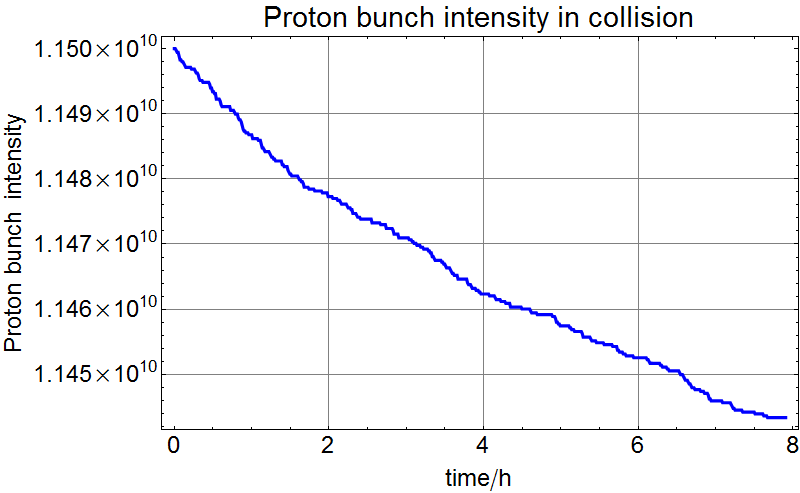 Proton bunch intensity in collision
1.150×10¹⁰
1.149×10¹⁰
1.148×10¹⁰
1.147×10¹⁰
1.146×10¹⁰
1.145×10¹⁰
Proton bunch intensity
0 2 4 6 8
time/h